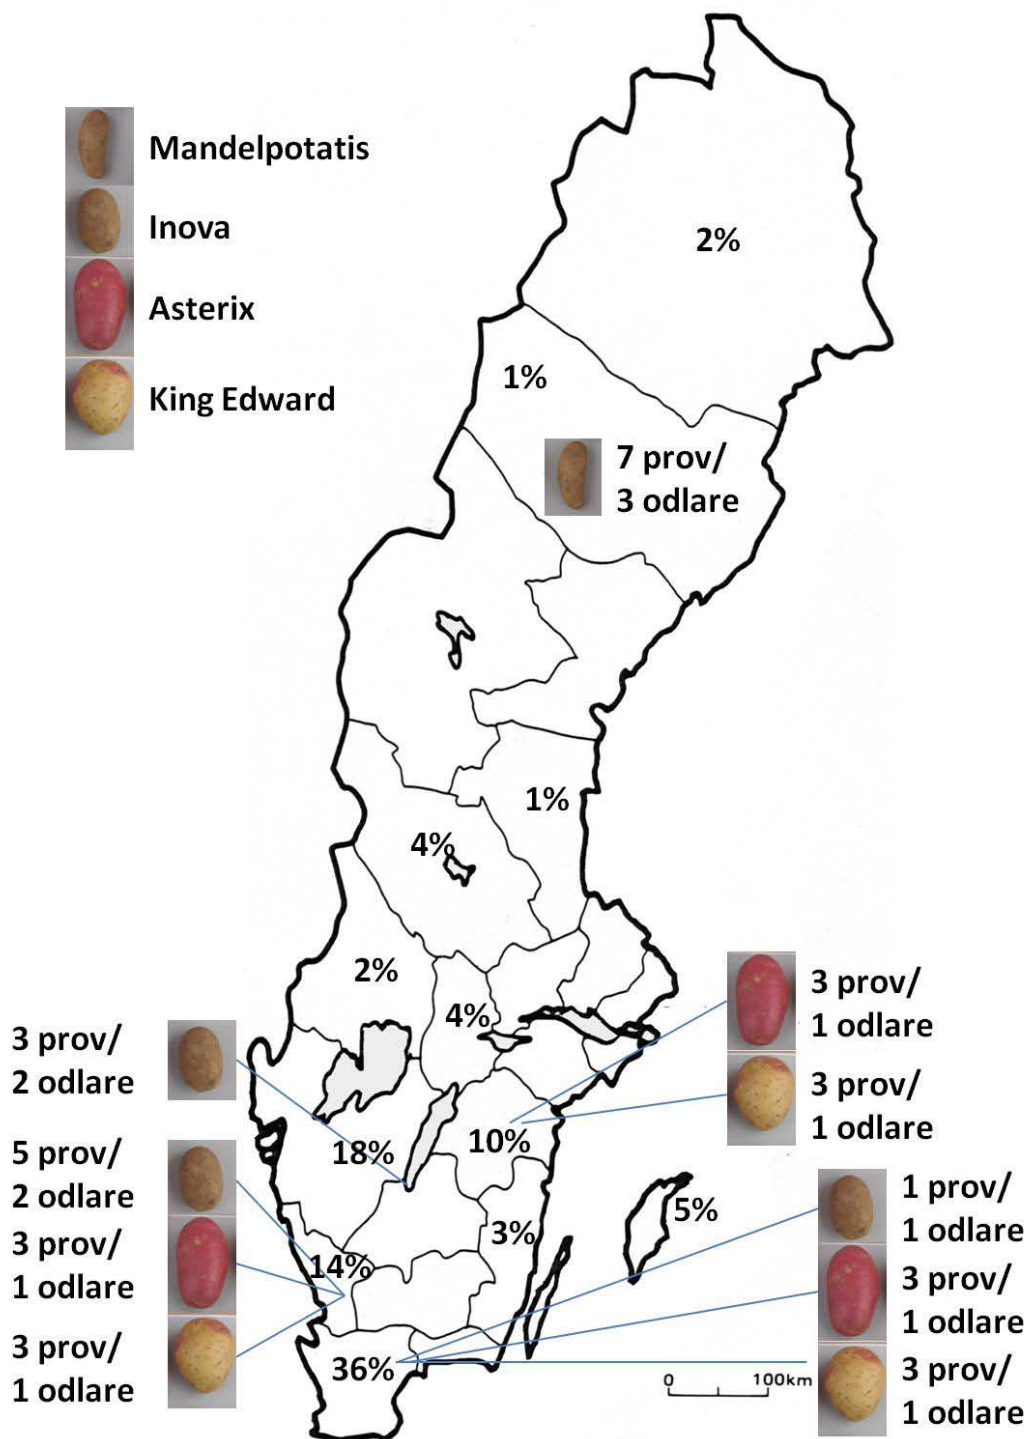 Mandelpotatis
Inova
Asterix
King Edward
2%
1%
7 prov/
3 odlare
1%
4%
2%
4%
3 prov/
1 odlare
3 prov/
1 odlare
3 prov/
2 odlare
18%
10%
5 prov/
2 odlare
3 prov/
1 odlare
3 prov/
1 odlare
14%
3%
5%
36%
1 prov/
1 odlare
3 prov/
1 odlare
3 prov/
1 odlare
0 100km